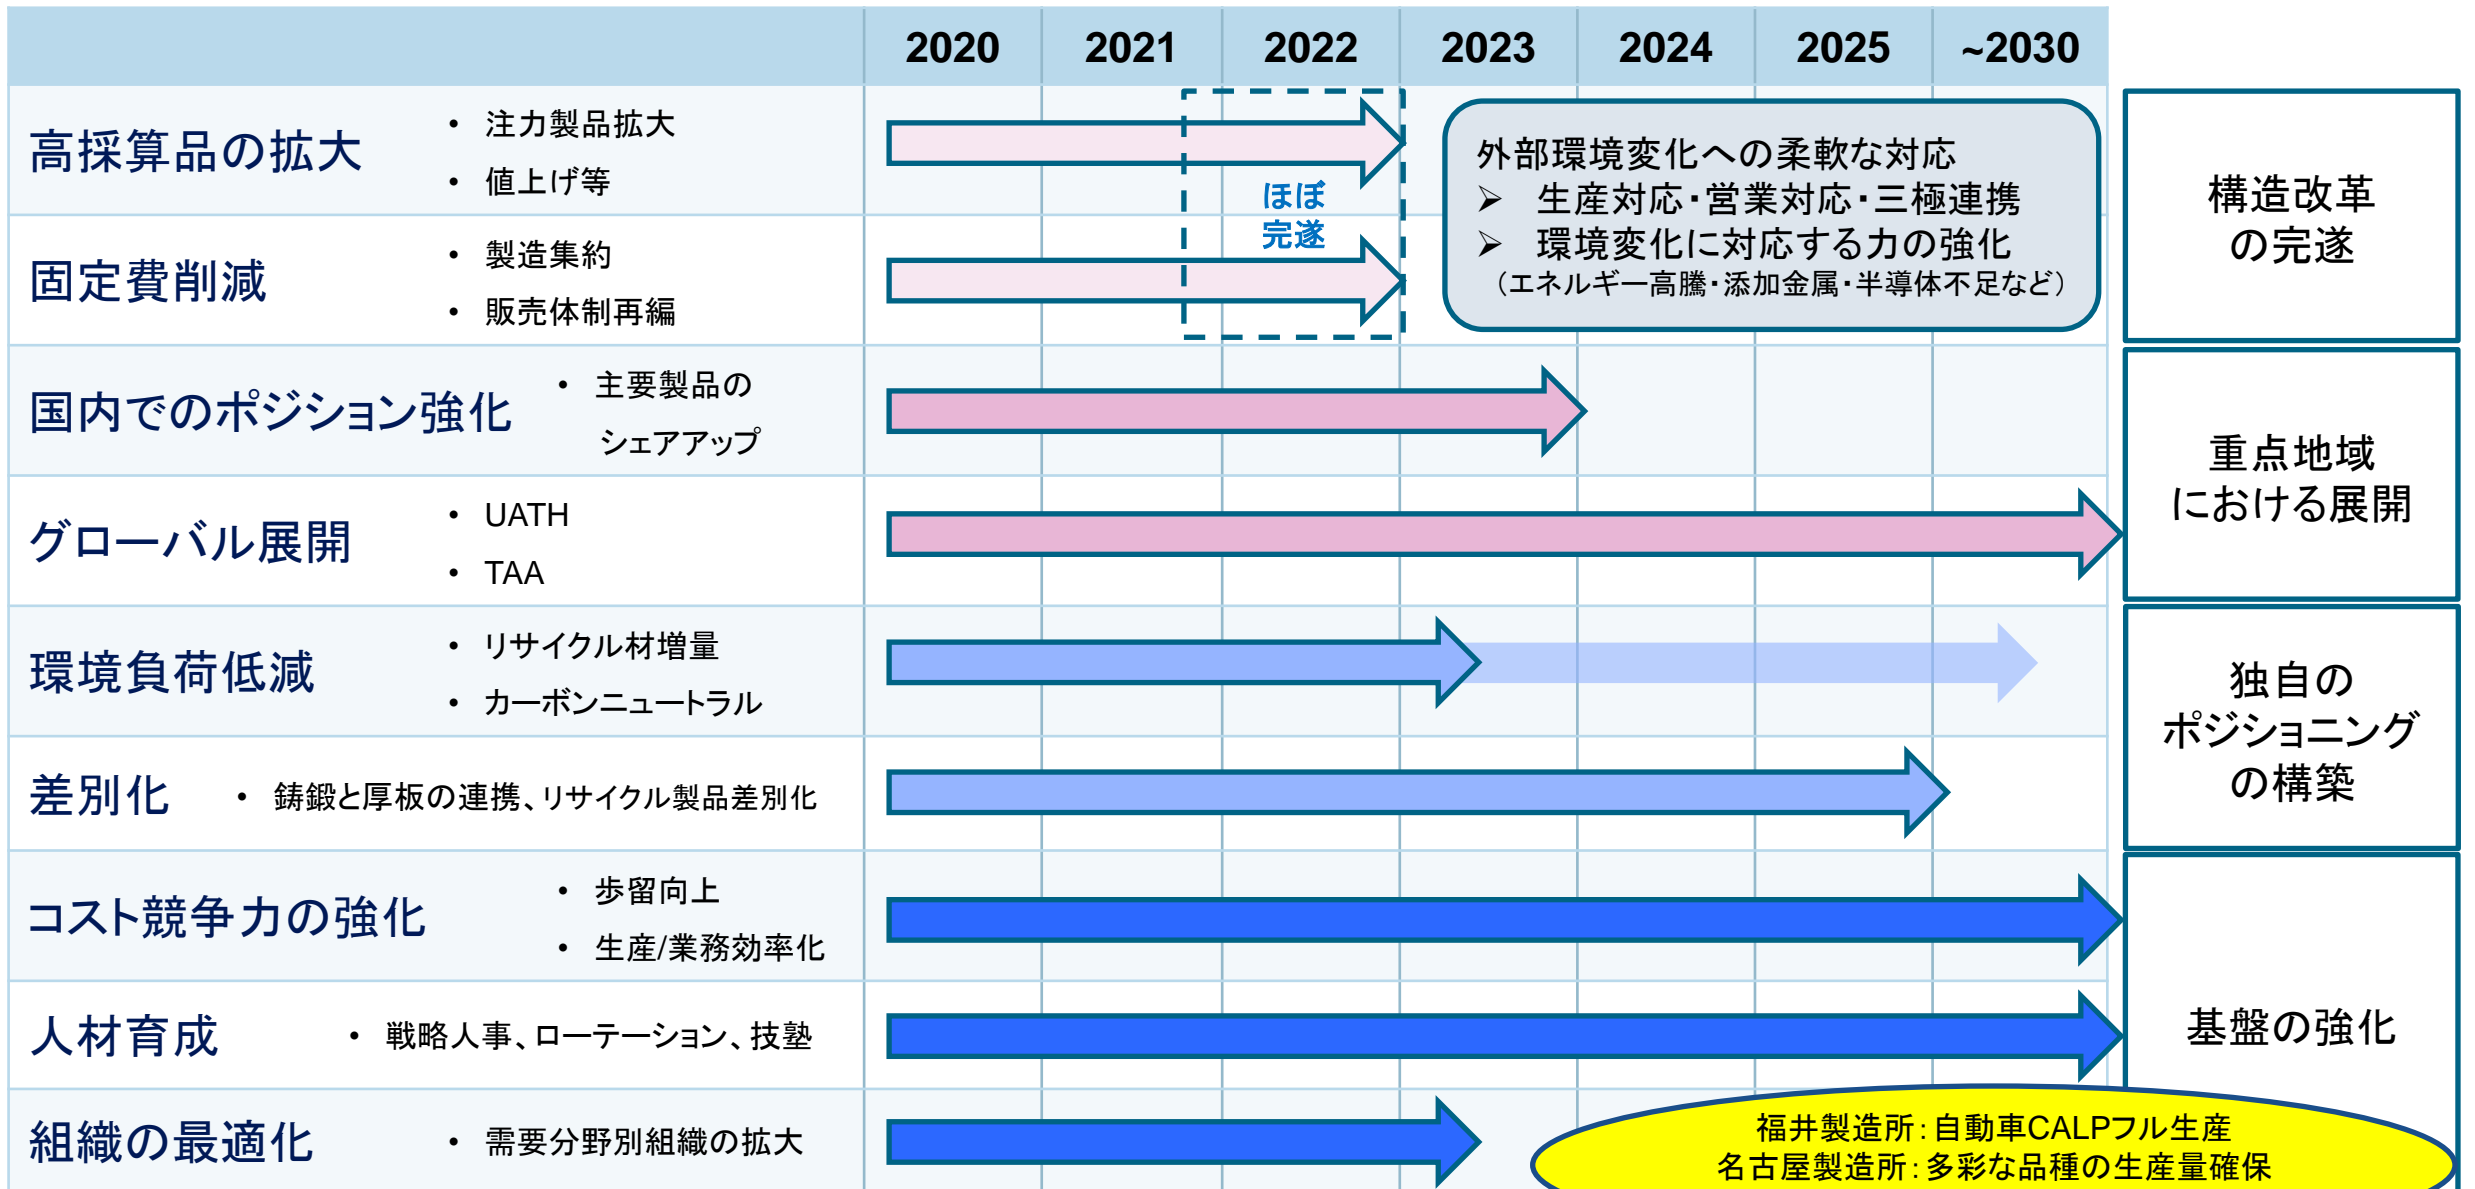 2020 2021 2022 2023 2024 2025 ~2030
高採算品の拡大
• 注力製品拡大
• 値上げ等
固定費削減
• 製造集約
• 販売体制再編
ほぼ
完遂
外部環境変化への柔軟な対応
➢ 生産対応・営業対応・三極連携
➢ 環境変化に対応する力の強化
（エネルギー高騰・添加金属・半導体不足など）
構造改革
の完遂
国内でのポジション強化
• 主要製品の
シェアアップ
グローバル展開
• UATH
• TAA
重点地域
における展開
環境負荷低減
• リサイクル材増量
• カーボンニュートラル
差別化
• 鋳鍛と厚板の連携、リサイクル製品差別化
独自の
ポジショニング
の構築
コスト競争力の強化
• 歩留向上
• 生産/業務効率化
人材育成
• 戦略人事、ローテーション、技塾
組織の最適化
• 需要分野別組織の拡大
基盤の強化
福井製造所：自動車CALPフル生産
名古屋製造所：多彩な品種の生産量確保